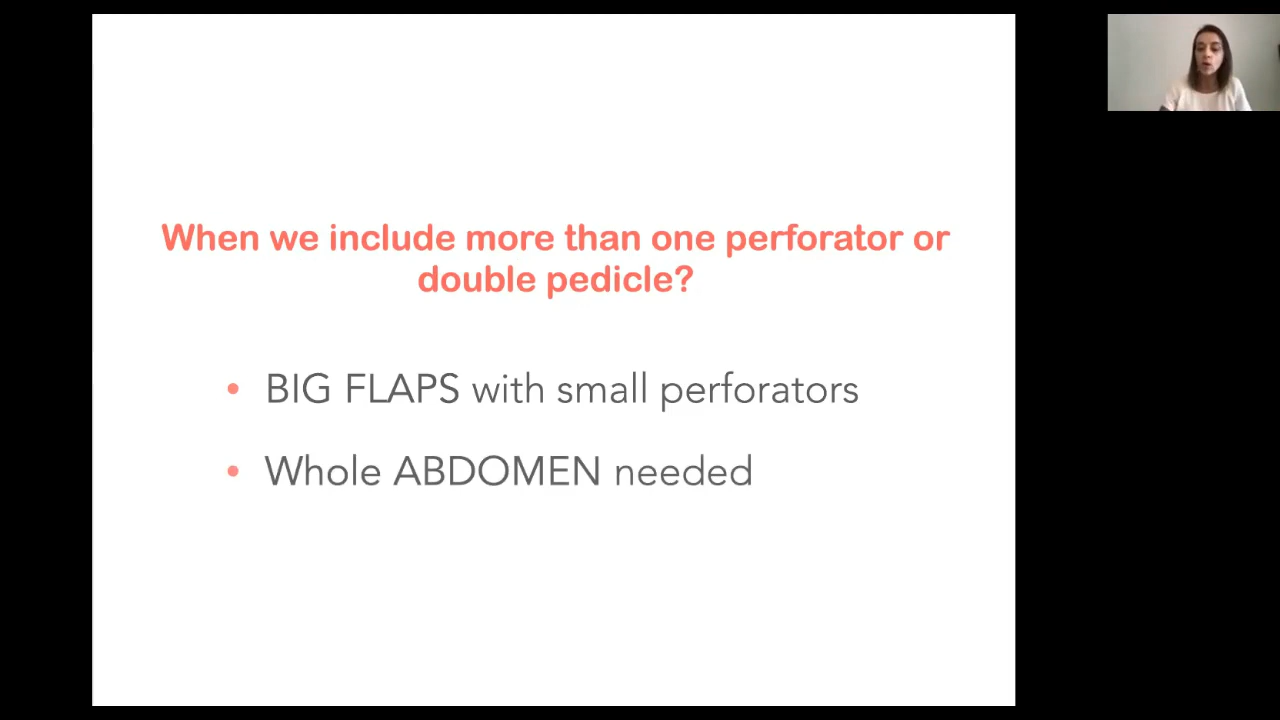 When we include more than one perforator or
double pedicle?
• BIG FLAPS with small perforators
• Whole ABDOMEN needed